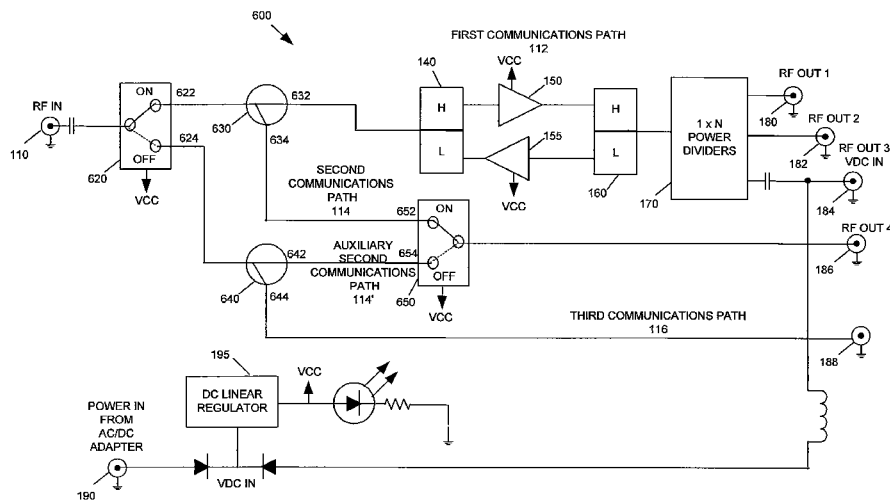 600
FIRST COMMUNICATIONS PATH
112
RF IN
110
ON
OFF
620
VCC
622
624
630
632
634
140
H
L
VCC
150
155
VCC
H
L
160
1 x N
POWER
DIVIDERS
170
RF OUT 1
180
RF OUT 2
182
RF OUT 3
VDC IN
184
SECOND
COMMUNICATIONS
PATH
114
652
ON
AUXILIARY
SECOND
COMMUNICATIONS
PATH
114'
654
OFF
650
VCC
RF OUT 4
186
640
642
644
THIRD COMMUNICATIONS PATH
116
188
195
DC LINEAR
REGULATOR
VCC
POWER IN
FROM
AC/DC
ADAPTER
190
VDC IN